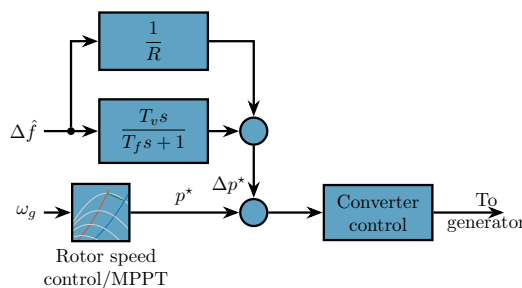 1
R
Δf̂
T_v s
T_f s + 1
Δp⋆
ω_g
p⋆
Converter
control
To
generator
Rotor speed
control/MPPT